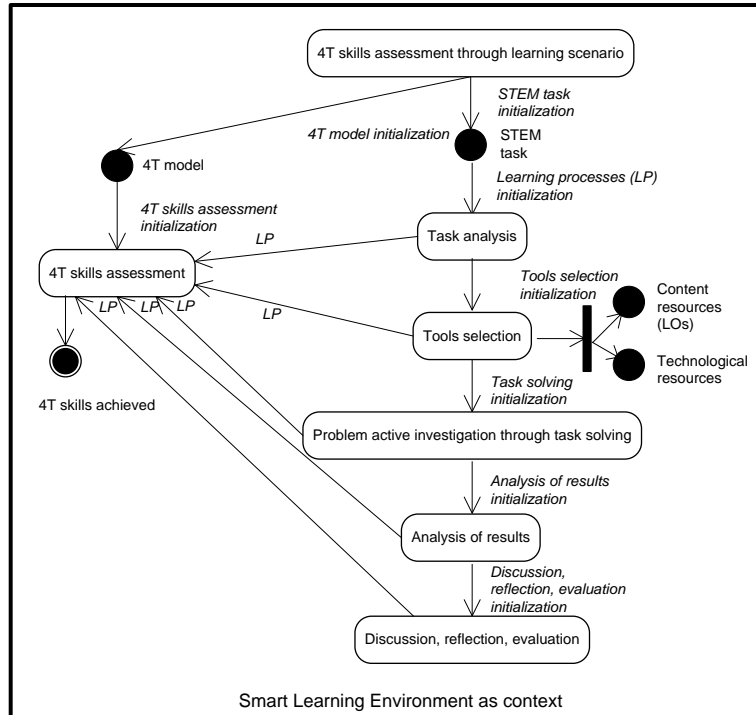 4T skills assessment through learning scenario
STEM task
initialization
4T model initialization
STEM
task
4T model
Learning processes (LP)
initialization
4T skills assessment
initialization
LP
Task analysis
4T skills assessment
Tools selection
initialization
Content
resources
(LOs)
LP LP LP
LP
Tools selection
Technological
resources
4T skills achieved
Task solving
initialization
Problem active investigation through task solving
Analysis of results
initialization
Analysis of results
Discussion,
reflection, evaluation
initialization
Discussion, reflection, evaluation
Smart Learning Environment as context